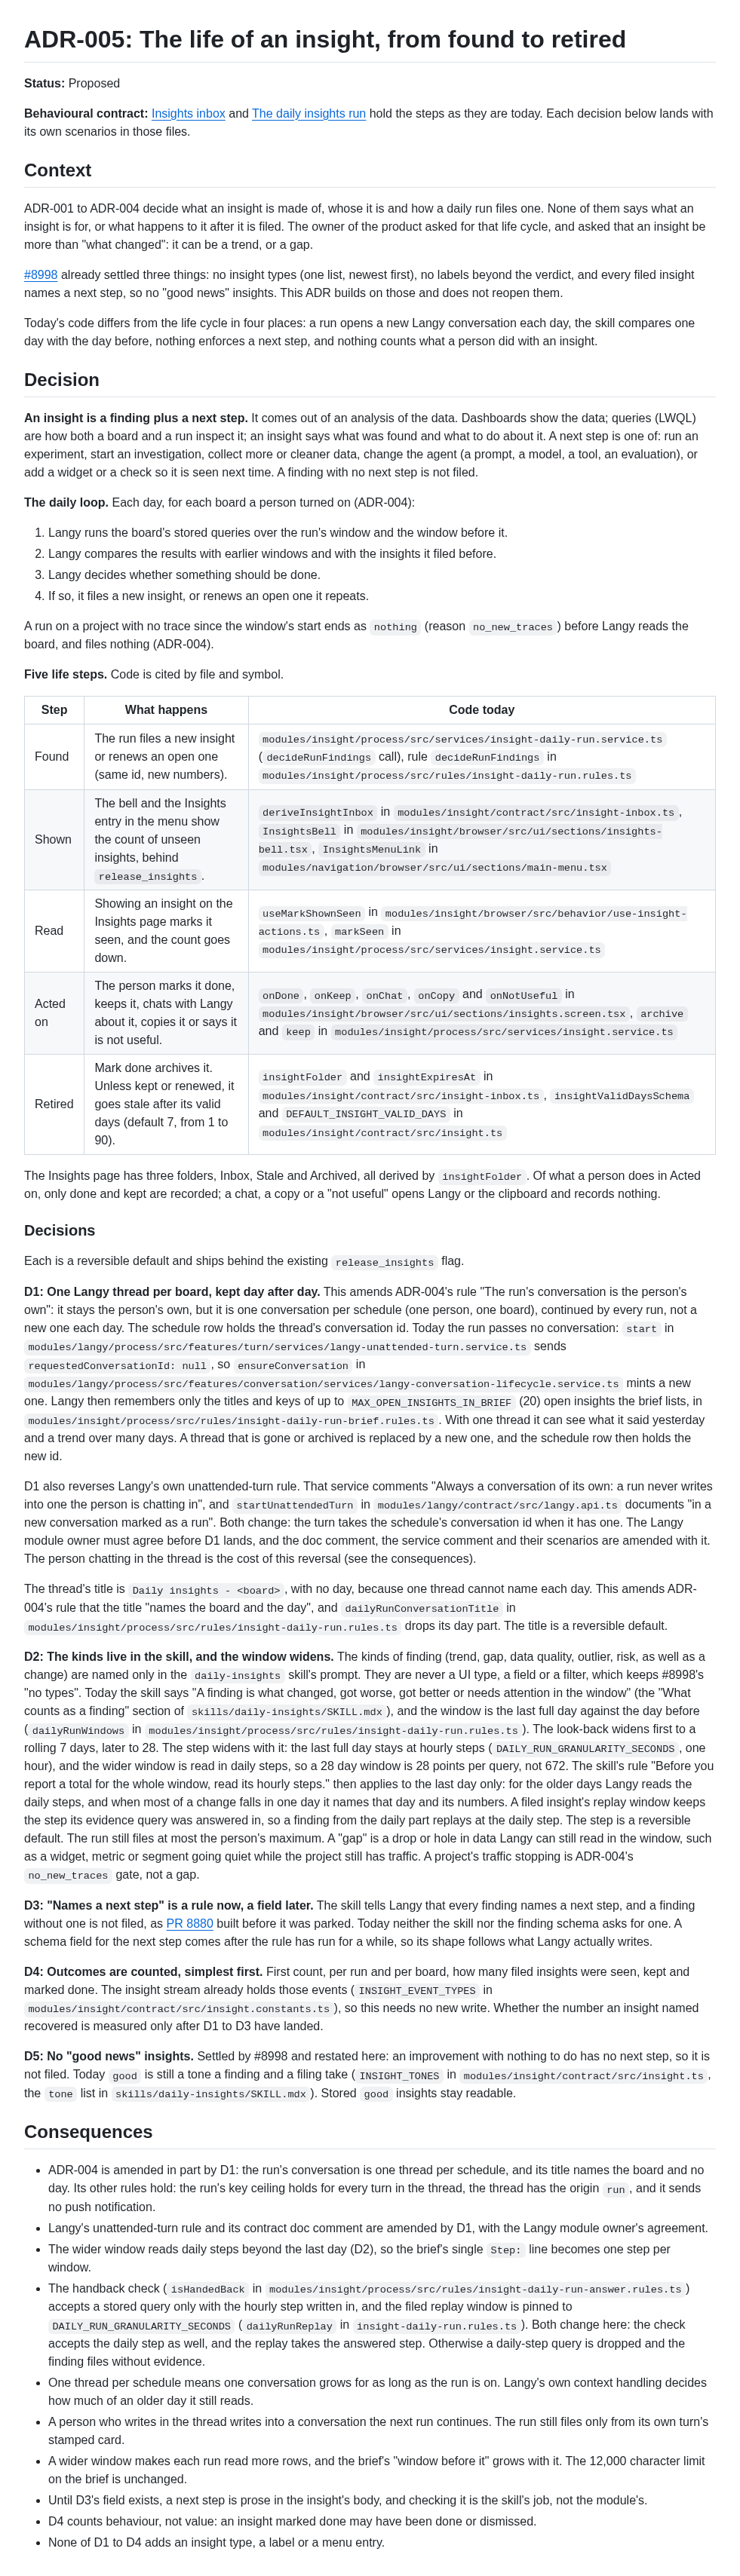 ADR-005: The life of an insight, from found to retired
Status: Proposed
Behavioural contract: Insights inbox and The daily insights run hold the steps as they are today. Each decision below lands with
its own scenarios in those files.
Context
ADR-001 to ADR-004 decide what an insight is made of, whose it is and how a daily run files one. None of them says what an
insight is for, or what happens to it after it is filed. The owner of the product asked for that life cycle, and asked that an insight be
more than "what changed": it can be a trend, or a gap.
#8998 already settled three things: no insight types (one list, newest first), no labels beyond the verdict, and every filed insight
names a next step, so no "good news" insights. This ADR builds on those and does not reopen them.
Today's code differs from the life cycle in four places: a run opens a new Langy conversation each day, the skill compares one
day with the day before, nothing enforces a next step, and nothing counts what a person did with an insight.
Decision
An insight is a finding plus a next step. It comes out of an analysis of the data. Dashboards show the data; queries (LWQL)
are how both a board and a run inspect it; an insight says what was found and what to do about it. A next step is one of: run an
experiment, start an investigation, collect more or cleaner data, change the agent (a prompt, a model, a tool, an evaluation), or
add a widget or a check so it is seen next time. A finding with no next step is not filed.
The daily loop. Each day, for each board a person turned on (ADR-004):
1. Langy runs the board's stored queries over the run's window and the window before it.
2. Langy compares the results with earlier windows and with the insights it filed before.
3. Langy decides whether something should be done.
4. If so, it files a new insight, or renews an open one it repeats.
A run on a project with no trace since the window's start ends as nothing (reason no_new_traces) before Langy reads the
board, and files nothing (ADR-004).
Five life steps. Code is cited by file and symbol.
Step What happens Code today
Found
The run files a new insight
or renews an open one
(same id, new numbers).
modules/insight/process/src/services/insight-daily-run.service.ts
(decideRunFindings call), rule decideRunFindings in
modules/insight/process/src/rules/insight-daily-run.rules.ts
Shown
The bell and the Insights
entry in the menu show
the count of unseen
insights, behind
release_insights.
deriveInsightInbox in modules/insight/contract/src/insight-inbox.ts,
InsightsBell in modules/insight/browser/src/ui/sections/insights-
bell.tsx, InsightsMenuLink in
modules/navigation/browser/src/ui/sections/main-menu.tsx
Read
Showing an insight on the
Insights page marks it
seen, and the count goes
down.
useMarkShownSeen in modules/insight/browser/src/behavior/use-insight-
actions.ts, markSeen in
modules/insight/process/src/services/insight.service.ts
Acted
on
The person marks it done,
keeps it, chats with Langy
about it, copies it or says it
is not useful.
onDone, onKeep, onChat, onCopy and onNotUseful in
modules/insight/browser/src/ui/sections/insights.screen.tsx, archive
and keep in modules/insight/process/src/services/insight.service.ts
Retired
Mark done archives it.
Unless kept or renewed, it
goes stale after its valid
days (default 7, from 1 to
90).
insightFolder and insightExpiresAt in
modules/insight/contract/src/insight-inbox.ts, insightValidDaysSchema
and DEFAULT_INSIGHT_VALID_DAYS in
modules/insight/contract/src/insight.ts
The Insights page has three folders, Inbox, Stale and Archived, all derived by insightFolder. Of what a person does in Acted
on, only done and kept are recorded; a chat, a copy or a "not useful" opens Langy or the clipboard and records nothing.
Decisions
Each is a reversible default and ships behind the existing release_insights flag.
D1: One Langy thread per board, kept day after day. This amends ADR-004's rule "The run's conversation is the person's
own": it stays the person's own, but it is one conversation per schedule (one person, one board), continued by every run, not a
new one each day. The schedule row holds the thread's conversation id. Today the run passes no conversation: start in
modules/langy/process/src/features/turn/services/langy-unattended-turn.service.ts sends
requestedConversationId: null, so ensureConversation in
modules/langy/process/src/features/conversation/services/langy-conversation-lifecycle.service.ts mints a new
one. Langy then remembers only the titles and keys of up to MAX_OPEN_INSIGHTS_IN_BRIEF (20) open insights the brief lists, in
modules/insight/process/src/rules/insight-daily-run-brief.rules.ts. With one thread it can see what it said yesterday
and a trend over many days. A thread that is gone or archived is replaced by a new one, and the schedule row then holds the
new id.
D1 also reverses Langy's own unattended-turn rule. That service comments "Always a conversation of its own: a run never writes
into one the person is chatting in", and startUnattendedTurn in modules/langy/contract/src/langy.api.ts documents "in a
new conversation marked as a run". Both change: the turn takes the schedule's conversation id when it has one. The Langy
module owner must agree before D1 lands, and the doc comment, the service comment and their scenarios are amended with it.
The person chatting in the thread is the cost of this reversal (see the consequences).
The thread's title is Daily insights - <board>, with no day, because one thread cannot name each day. This amends ADR-
004's rule that the title "names the board and the day", and dailyRunConversationTitle in
modules/insight/process/src/rules/insight-daily-run.rules.ts drops its day part. The title is a reversible default.
D2: The kinds live in the skill, and the window widens. The kinds of finding (trend, gap, data quality, outlier, risk, as well as a
change) are named only in the daily-insights skill's prompt. They are never a UI type, a field or a filter, which keeps #8998's
"no types". Today the skill says "A finding is what changed, got worse, got better or needs attention in the window" (the "What
counts as a finding" section of skills/daily-insights/SKILL.mdx), and the window is the last full day against the day before
(dailyRunWindows in modules/insight/process/src/rules/insight-daily-run.rules.ts). The look-back widens first to a
rolling 7 days, later to 28. The step widens with it: the last full day stays at hourly steps (DAILY_RUN_GRANULARITY_SECONDS, one
hour), and the wider window is read in daily steps, so a 28 day window is 28 points per query, not 672. The skill's rule "Before you
report a total for the whole window, read its hourly steps." then applies to the last day only: for the older days Langy reads the
daily steps, and when most of a change falls in one day it names that day and its numbers. A filed insight's replay window keeps
the step its evidence query was answered in, so a finding from the daily part replays at the daily step. The step is a reversible
default. The run still files at most the person's maximum. A "gap" is a drop or hole in data Langy can still read in the window, such
as a widget, metric or segment going quiet while the project still has traffic. A project's traffic stopping is ADR-004's
no_new_traces gate, not a gap.
D3: "Names a next step" is a rule now, a field later. The skill tells Langy that every finding names a next step, and a finding
without one is not filed, as PR 8880 built before it was parked. Today neither the skill nor the finding schema asks for one. A
schema field for the next step comes after the rule has run for a while, so its shape follows what Langy actually writes.
D4: Outcomes are counted, simplest first. First count, per run and per board, how many filed insights were seen, kept and
marked done. The insight stream already holds those events (INSIGHT_EVENT_TYPES in
modules/insight/contract/src/insight.constants.ts), so this needs no new write. Whether the number an insight named
recovered is measured only after D1 to D3 have landed.
D5: No "good news" insights. Settled by #8998 and restated here: an improvement with nothing to do has no next step, so it is
not filed. Today good is still a tone a finding and a filing take (INSIGHT_TONES in modules/insight/contract/src/insight.ts,
the tone list in skills/daily-insights/SKILL.mdx). Stored good insights stay readable.
Consequences
• ADR-004 is amended in part by D1: the run's conversation is one thread per schedule, and its title names the board and no
day. Its other rules hold: the run's key ceiling holds for every turn in the thread, the thread has the origin run, and it sends
no push notification.
• Langy's unattended-turn rule and its contract doc comment are amended by D1, with the Langy module owner's agreement.
• The wider window reads daily steps beyond the last day (D2), so the brief's single Step: line becomes one step per
window.
• The handback check (isHandedBack in modules/insight/process/src/rules/insight-daily-run-answer.rules.ts)
accepts a stored query only with the hourly step written in, and the filed replay window is pinned to
DAILY_RUN_GRANULARITY_SECONDS (dailyRunReplay in insight-daily-run.rules.ts). Both change here: the check
accepts the daily step as well, and the replay takes the answered step. Otherwise a daily-step query is dropped and the
finding files without evidence.
• One thread per schedule means one conversation grows for as long as the run is on. Langy's own context handling decides
how much of an older day it still reads.
• A person who writes in the thread writes into a conversation the next run continues. The run still files only from its own turn's
stamped card.
• A wider window makes each run read more rows, and the brief's "window before it" grows with it. The 12,000 character limit
on the brief is unchanged.
• Until D3's field exists, a next step is prose in the insight's body, and checking it is the skill's job, not the module's.
• D4 counts behaviour, not value: an insight marked done may have been done or dismissed.
• None of D1 to D4 adds an insight type, a label or a menu entry.